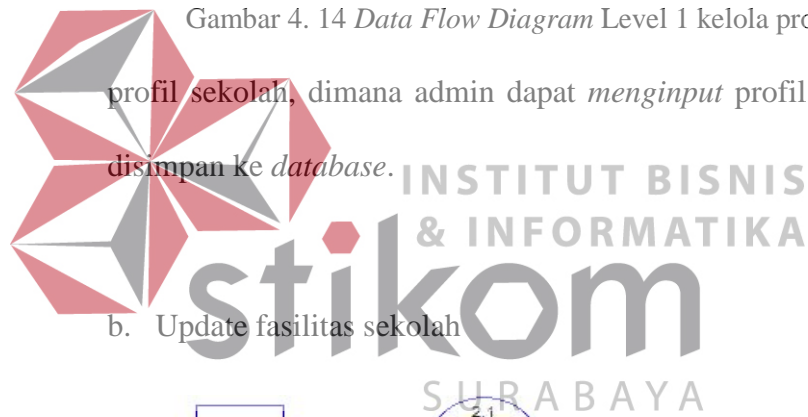 Gambar 4. 14 Data Flow Diagram Level 1 kelola pro
profil sekolah, dimana admin dapat menginput profil
disimpan ke database.
INSTITUT BISNIS
& INFORMATIKA
stikom
SURABAYA
b. Update fasilitas sekolah
2.1